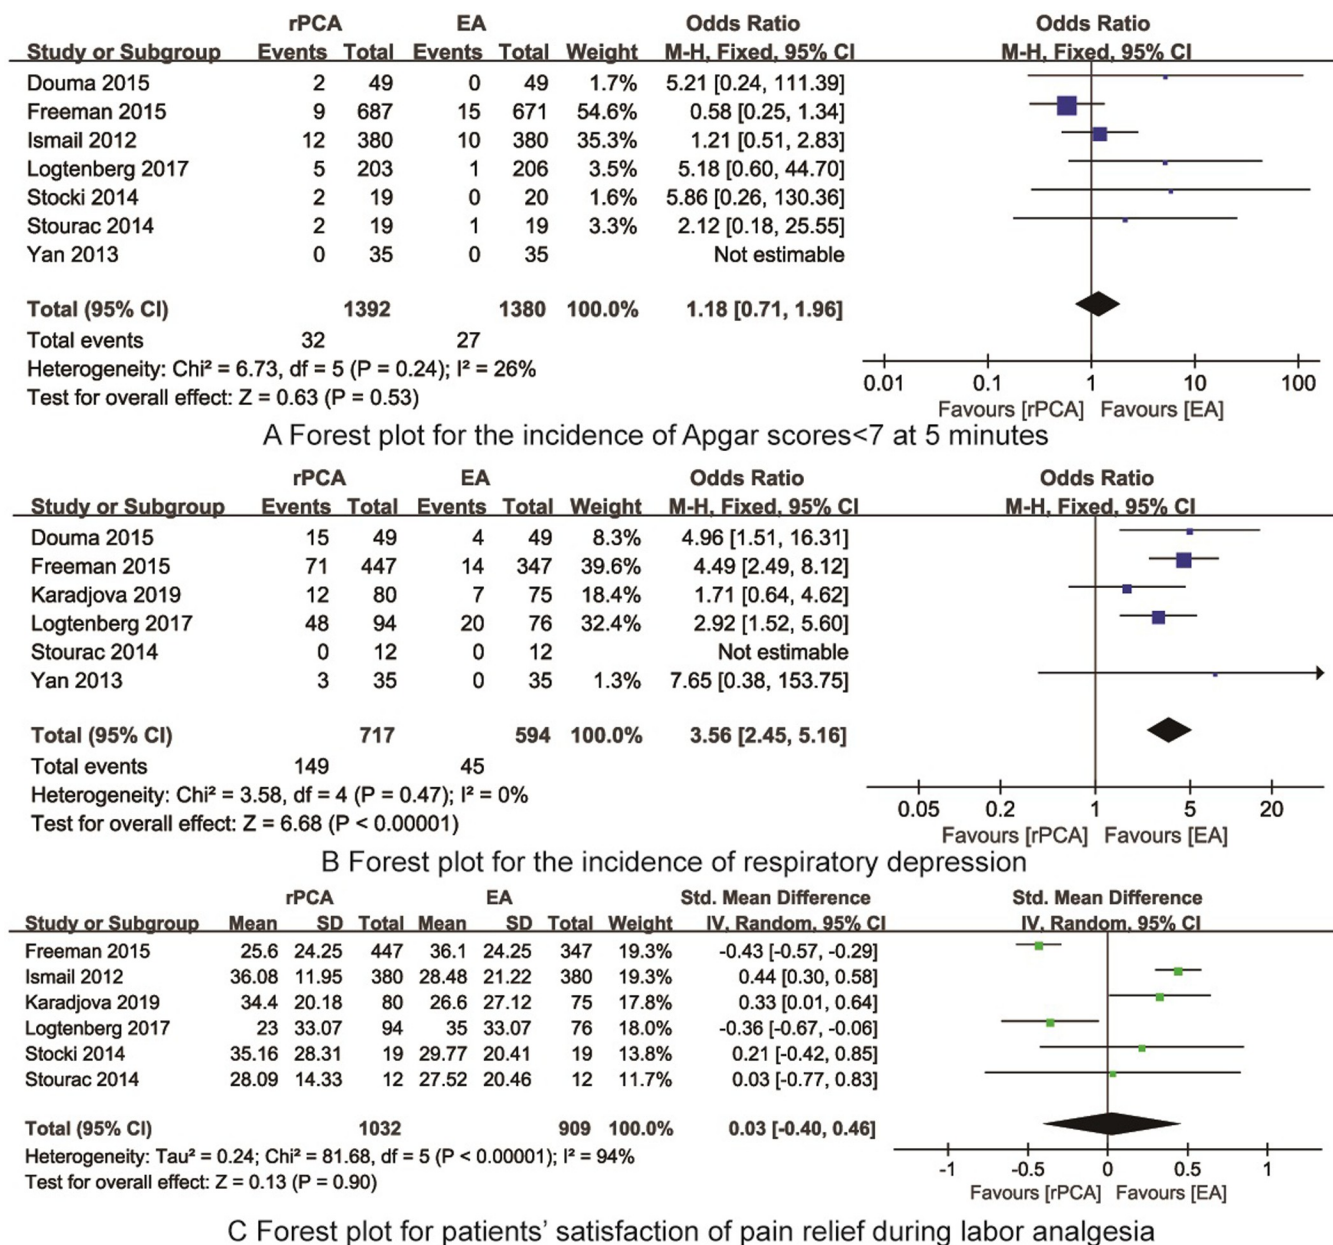 rPCA EA Odds Ratio Odds Ratio
Study or Subgroup Events Total Events Total Weight M-H, Fixed, 95% CI M-H, Fixed, 95% CI
Douma 2015 2 49 0 49 1.7% 5.21 [0.24, 111.39]
Freeman 2015 9 687 15 671 54.6% 0.58 [0.25, 1.34]
Ismail 2012 12 380 10 380 35.3% 1.21 [0.51, 2.83]
Logtenberg 2017 5 203 1 206 3.5% 5.18 [0.60, 44.70]
Stocki 2014 2 19 0 20 1.6% 5.86 [0.26, 130.36]
Stourac 2014 2 19 1 19 3.3% 2.12 [0.18, 25.55]
Yan 2013 0 35 0 35 Not estimable
Total (95% CI) 1392 1380 100.0% 1.18 [0.71, 1.96]
Total events 32 27
Heterogeneity: Chi² = 6.73, df = 5 (P = 0.24); I² = 26%
Test for overall effect: Z = 0.63 (P = 0.53)
0.01 0.1 1 10 100
Favours [rPCA] Favours [EA]
A Forest plot for the incidence of Apgar scores<7 at 5 minutes
rPCA EA Odds Ratio Odds Ratio
Study or Subgroup Events Total Events Total Weight M-H, Fixed, 95% CI M-H, Fixed, 95% CI
Douma 2015 15 49 4 49 8.3% 4.96 [1.51, 16.31]
Freeman 2015 71 447 14 347 39.6% 4.49 [2.49, 8.12]
Karadjova 2019 12 80 7 75 18.4% 1.71 [0.64, 4.62]
Logtenberg 2017 48 94 20 76 32.4% 2.92 [1.52, 5.60]
Stourac 2014 0 12 0 12 Not estimable
Yan 2013 3 35 0 35 1.3% 7.65 [0.38, 153.75]
Total (95% CI) 717 594 100.0% 3.56 [2.45, 5.16]
Total events 149 45
Heterogeneity: Chi² = 3.58, df = 4 (P = 0.47); I² = 0%
Test for overall effect: Z = 6.68 (P < 0.00001)
0.05 0.2 1 5 20
Favours [rPCA] Favours [EA]
B Forest plot for the incidence of respiratory depression
rPCA EA Std. Mean Difference Std. Mean Difference
Study or Subgroup Mean SD Total Mean SD Total Weight IV, Random, 95% CI IV, Random, 95% CI
Freeman 2015 25.6 24.25 447 36.1 24.25 347 19.3% -0.43 [-0.57, -0.29]
Ismail 2012 36.08 11.95 380 28.48 21.22 380 19.3% 0.44 [0.30, 0.58]
Karadjova 2019 34.4 20.18 80 26.6 27.12 75 17.8% 0.33 [0.01, 0.64]
Logtenberg 2017 23 33.07 94 35 33.07 76 18.0% -0.36 [-0.67, -0.06]
Stocki 2014 35.16 28.31 19 29.77 20.41 19 13.8% 0.21 [-0.42, 0.85]
Stourac 2014 28.09 14.33 12 27.52 20.46 12 11.7% 0.03 [-0.77, 0.83]
Total (95% CI) 1032 909 100.0% 0.03 [-0.40, 0.46]
Heterogeneity: Tau² = 0.24; Chi² = 81.68, df = 5 (P < 0.00001); I² = 94%
Test for overall effect: Z = 0.13 (P = 0.90)
-1 -0.5 0 0.5 1
Favours [rPCA] Favours [EA]
C Forest plot for patients' satisfaction of pain relief during labor analgesia